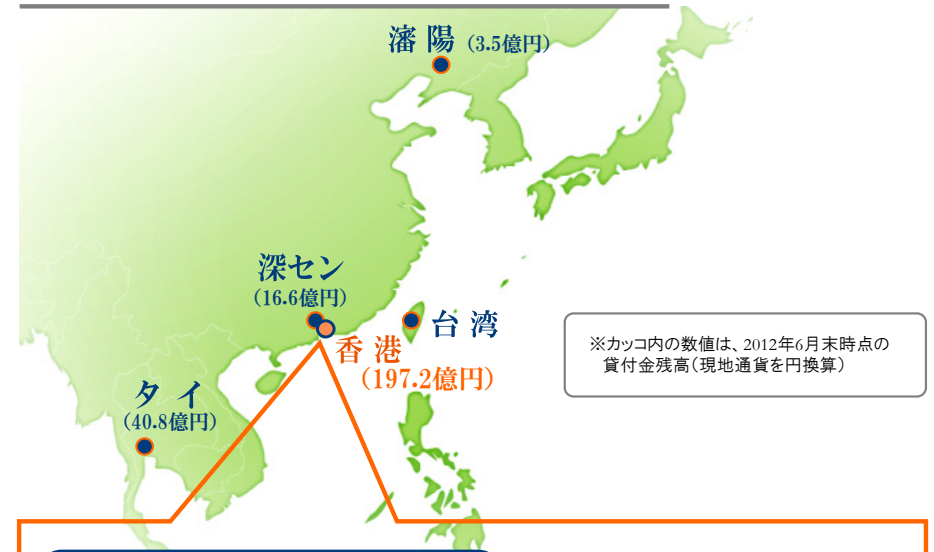 瀋 陽 (3.5億円)
深セン
(16.6億円)
台 湾
香 港
(197.2億円)
タ イ
(40.8億円)
※カッコ内の数値は、2012年6月末時点の
貸付金残高(現地通貨を円換算)